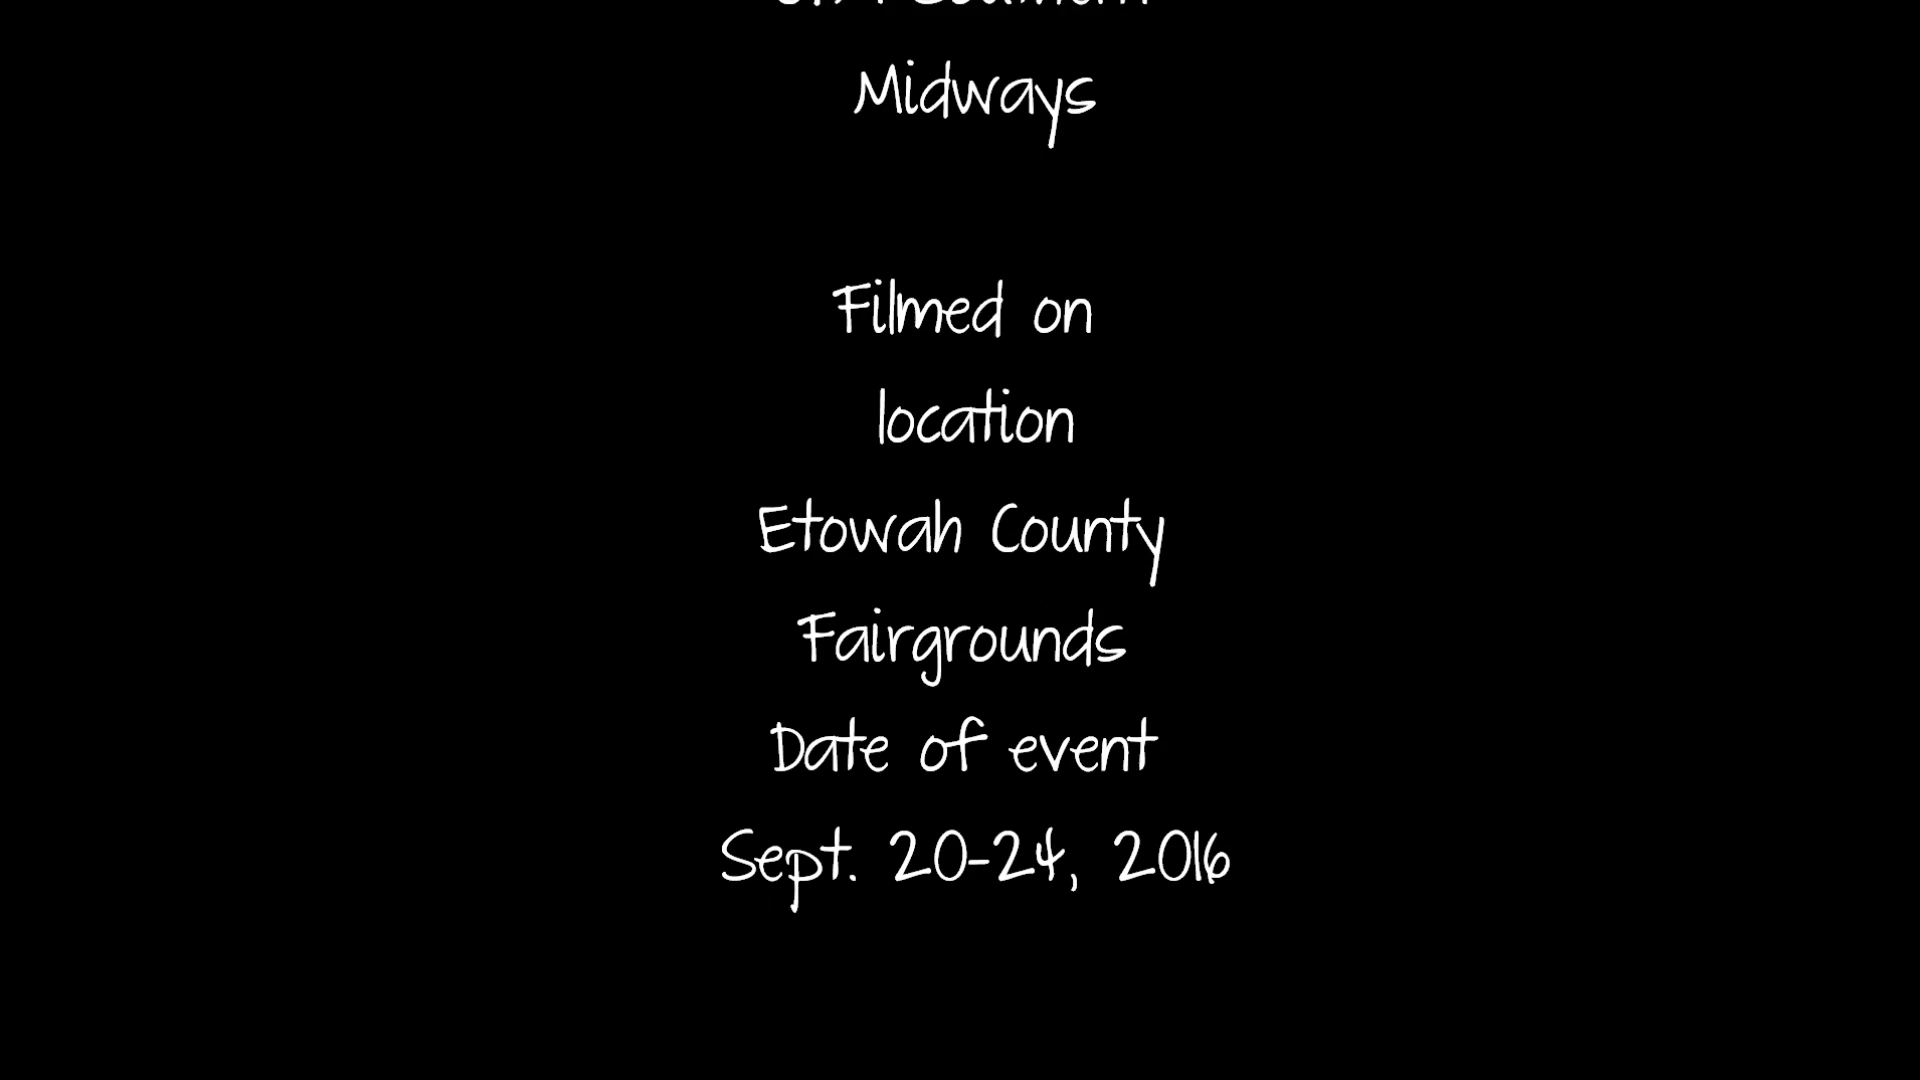 Midways
Filmed on
location
Etowah County
Fairgrounds
Date of event
Sept. 20-24, 2016